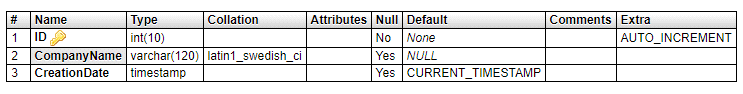 # Name Type Collation Attributes Null Default Comments Extra
1 ID int(10) No None AUTO_INCREMENT
2 CompanyName varchar(120) latin1_swedish_ci Yes NULL
3 CreationDate timestamp Yes CURRENT_TIMESTAMP